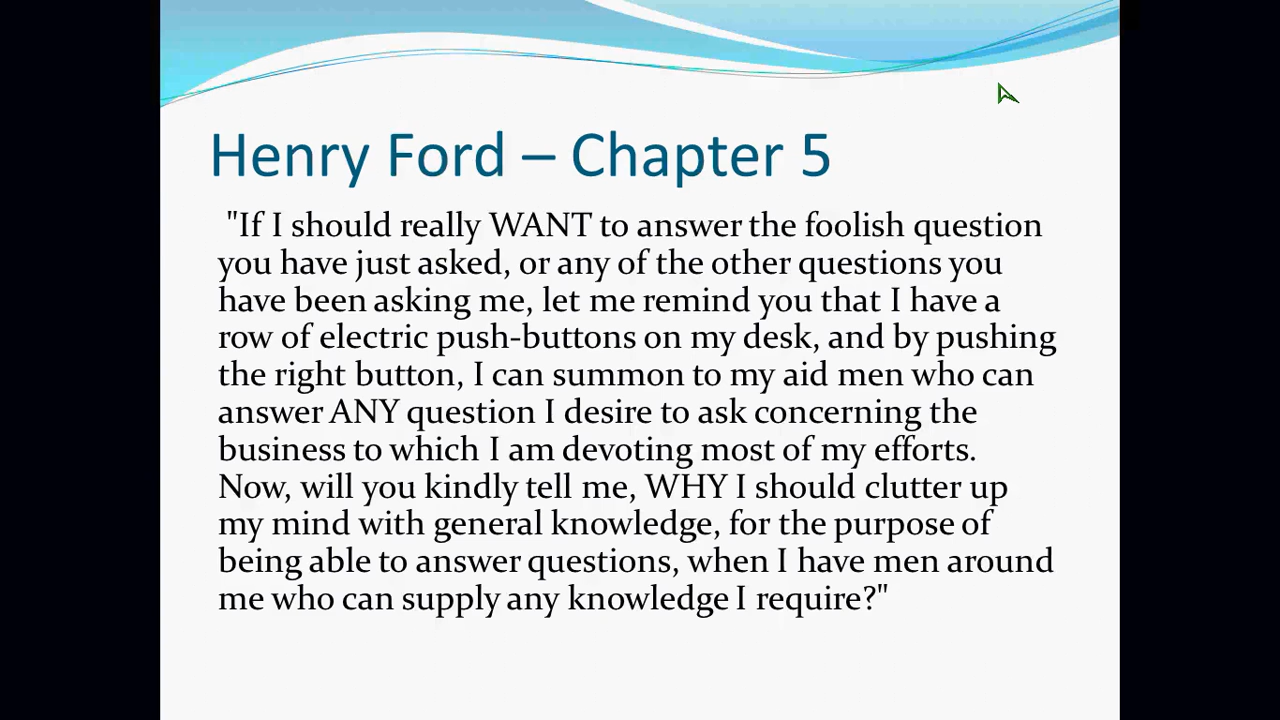 Henry Ford – Chapter 5
"If I should really WANT to answer the foolish question
you have just asked, or any of the other questions you
have been asking me, let me remind you that I have a
row of electric push-buttons on my desk, and by pushing
the right button, I can summon to my aid men who can
answer ANY question I desire to ask concerning the
business to which I am devoting most of my efforts.
Now, will you kindly tell me, WHY I should clutter up
my mind with general knowledge, for the purpose of
being able to answer questions, when I have men around
me who can supply any knowledge I require?"